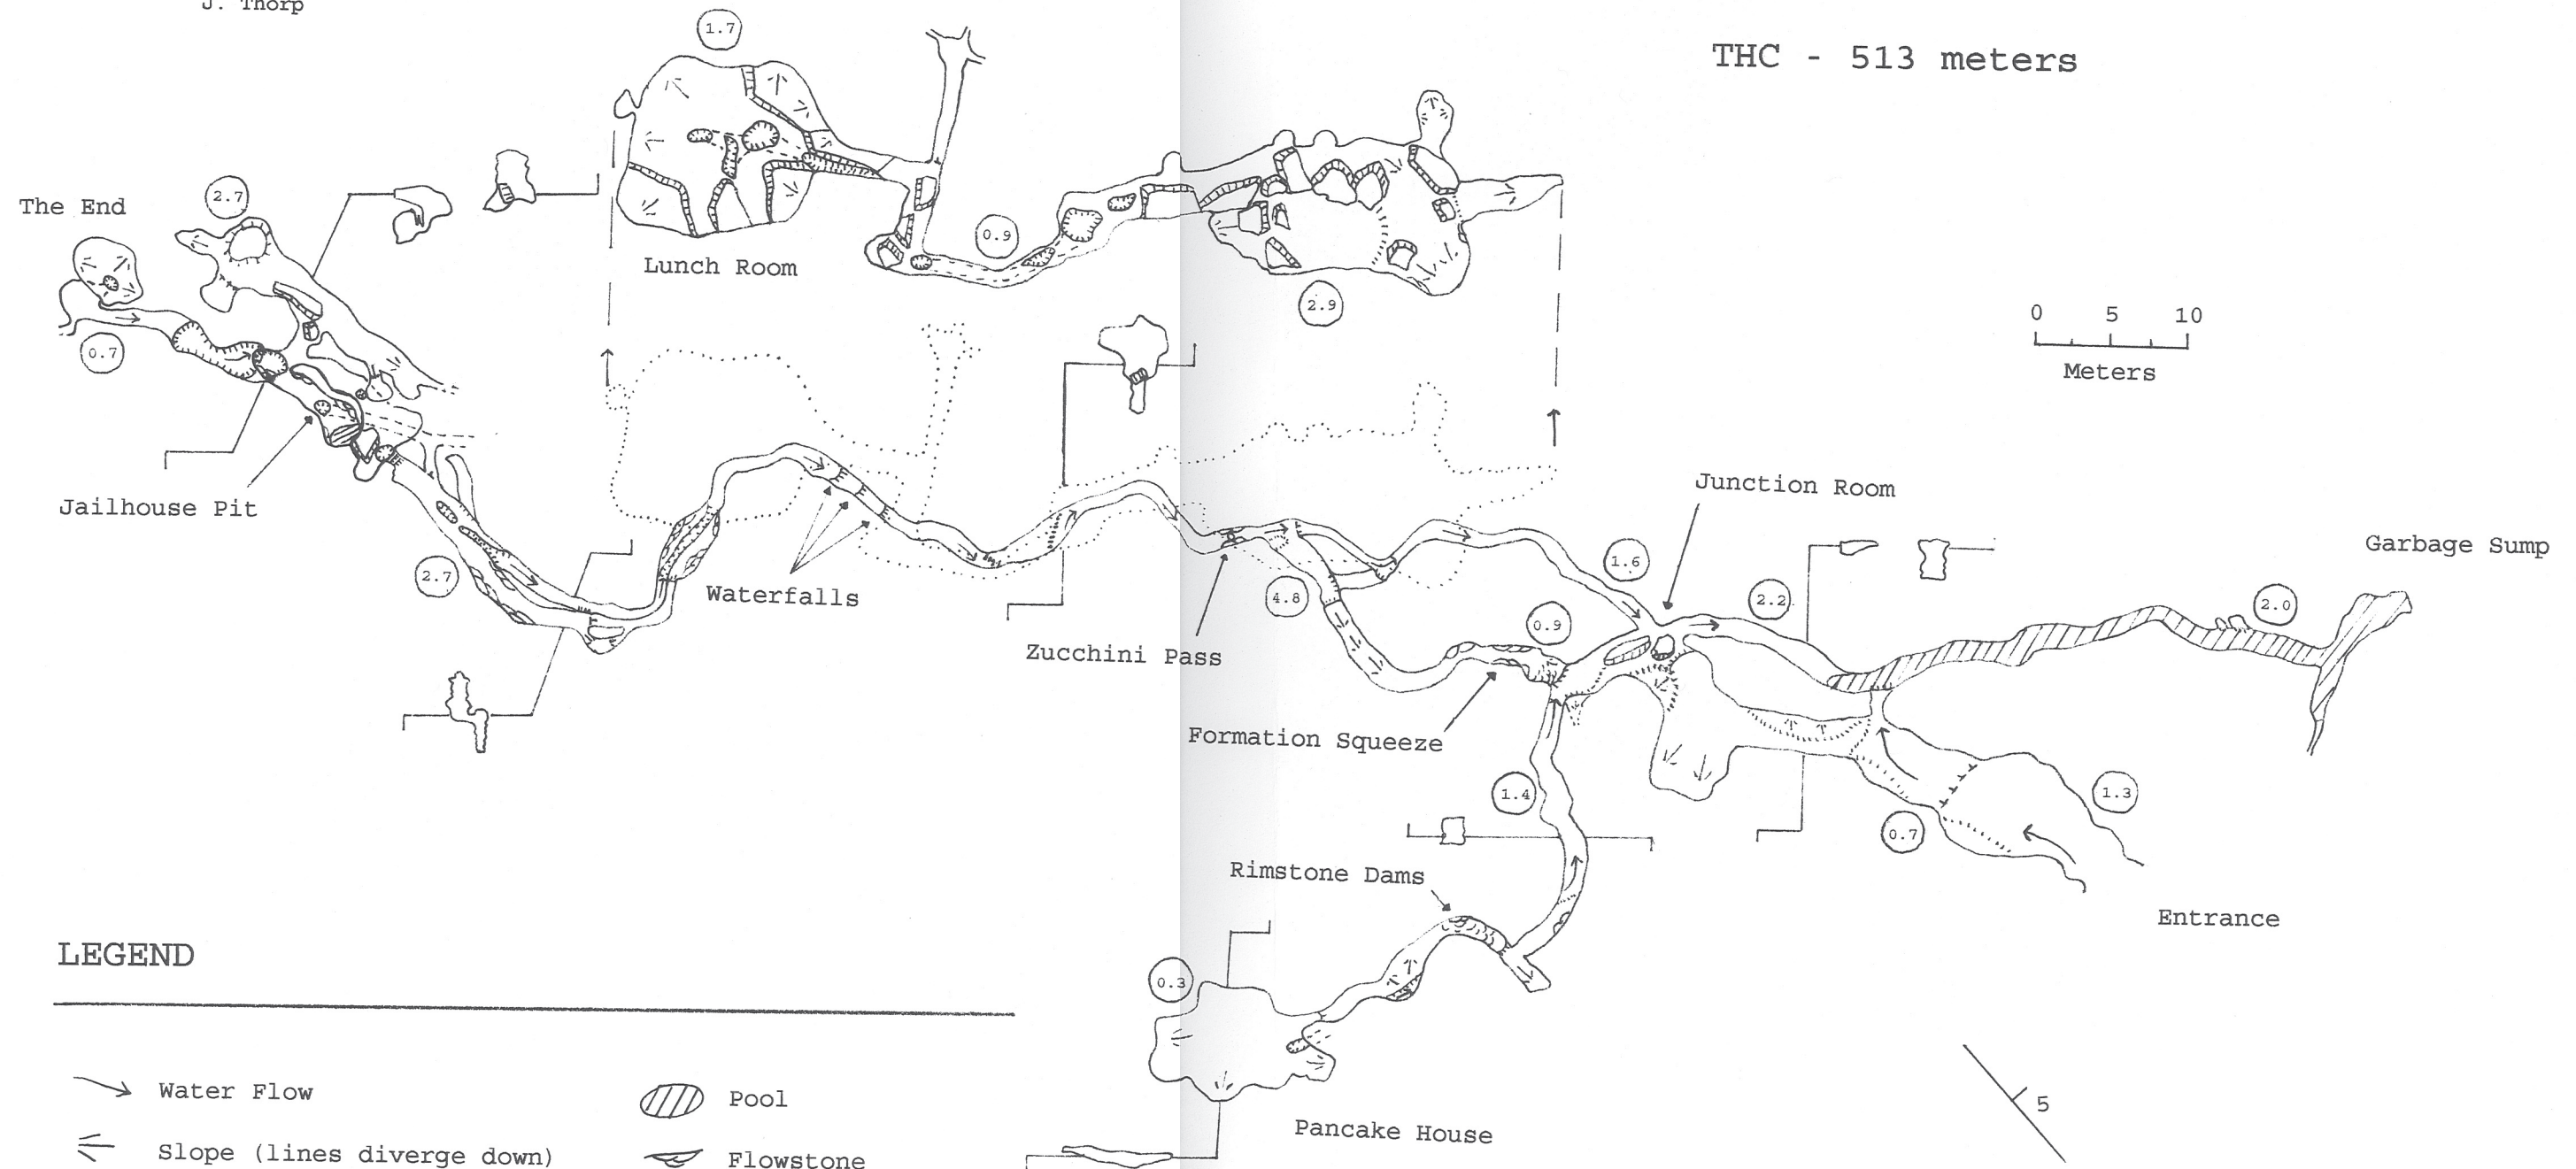 J. Thorp
1.7
THC - 513 meters
2.7
The End
0.9
Lunch Room
2.9
0 5 10
Meters
0.7
Jailhouse Pit
Junction Room
Garbage Sump
1.6
2.7
Waterfalls
4.8
2.2
2.0
0.9
Zucchini Pass
Formation Squeeze
1.4
1.3
0.7
Rimstone Dams
Entrance
LEGEND
0.3
Water Flow
Pool
5
Pancake House
Slope (lines diverge down)
Flowstone